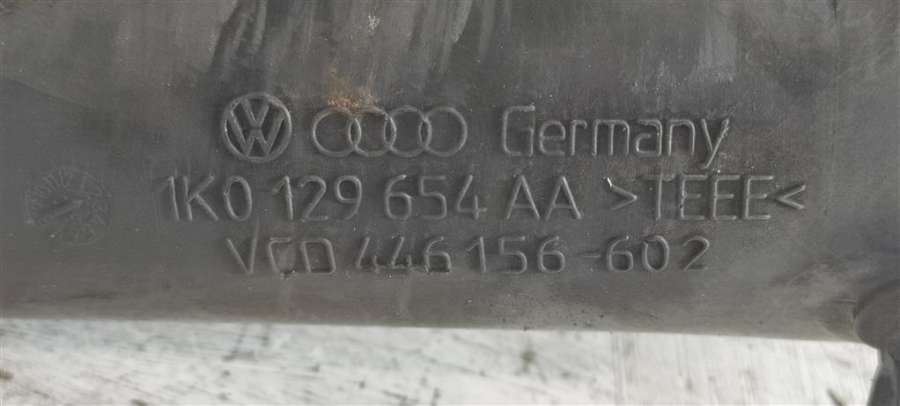 Germany
1K0 129 654 AA >TEEE<
VCD 446 156-602